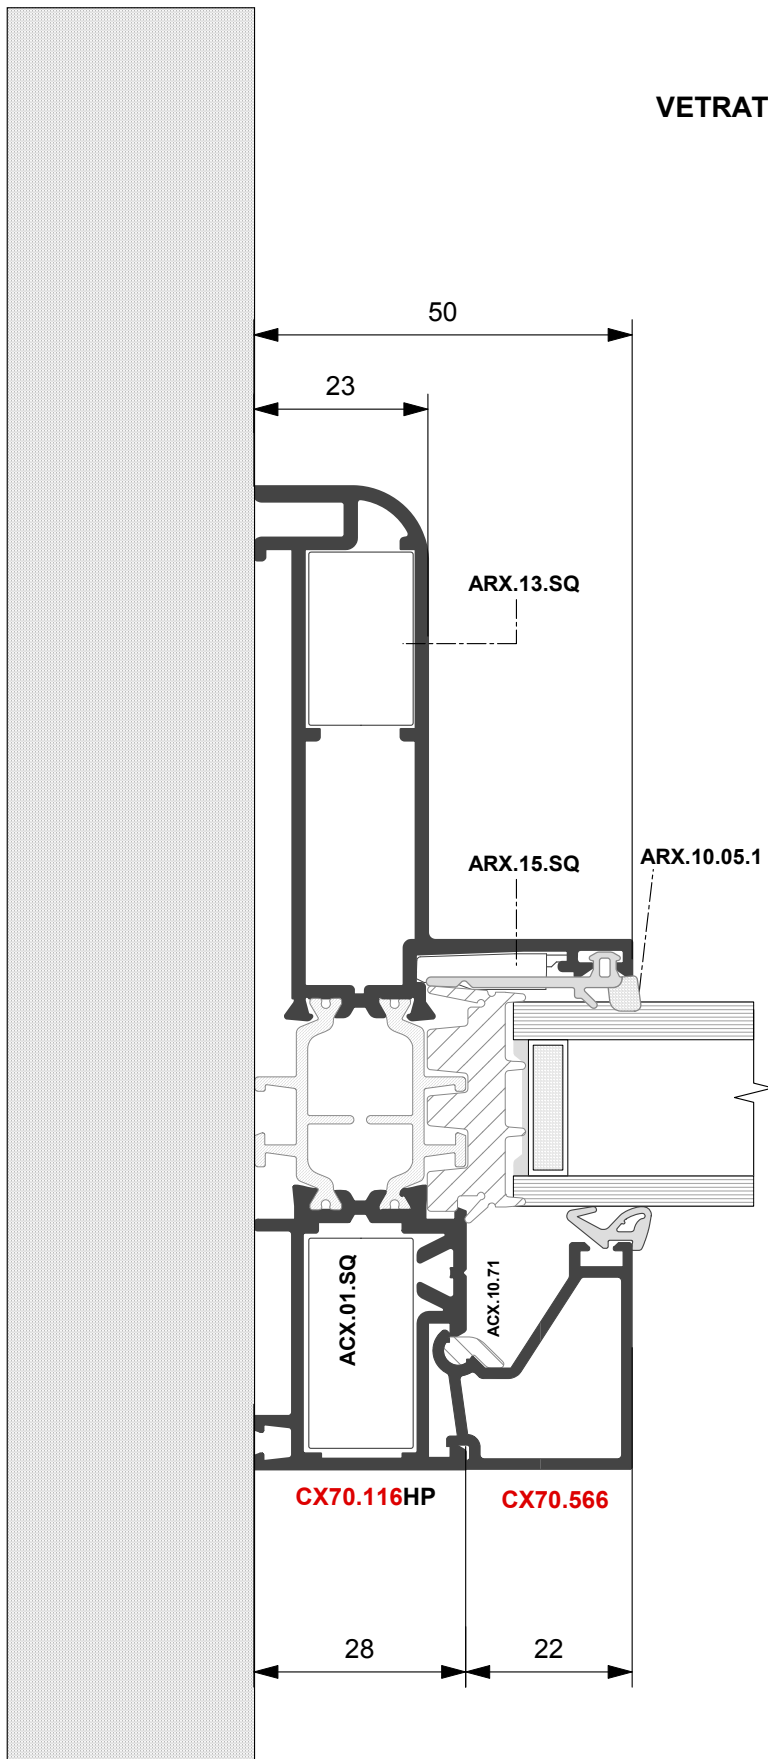 VETRAT
50
23
ARX.13.SQ
ARX.15.SQ
ARX.10.05.1
ACX.01.SQ
ACX.10.71
CX70.116HP
CX70.566
28
22